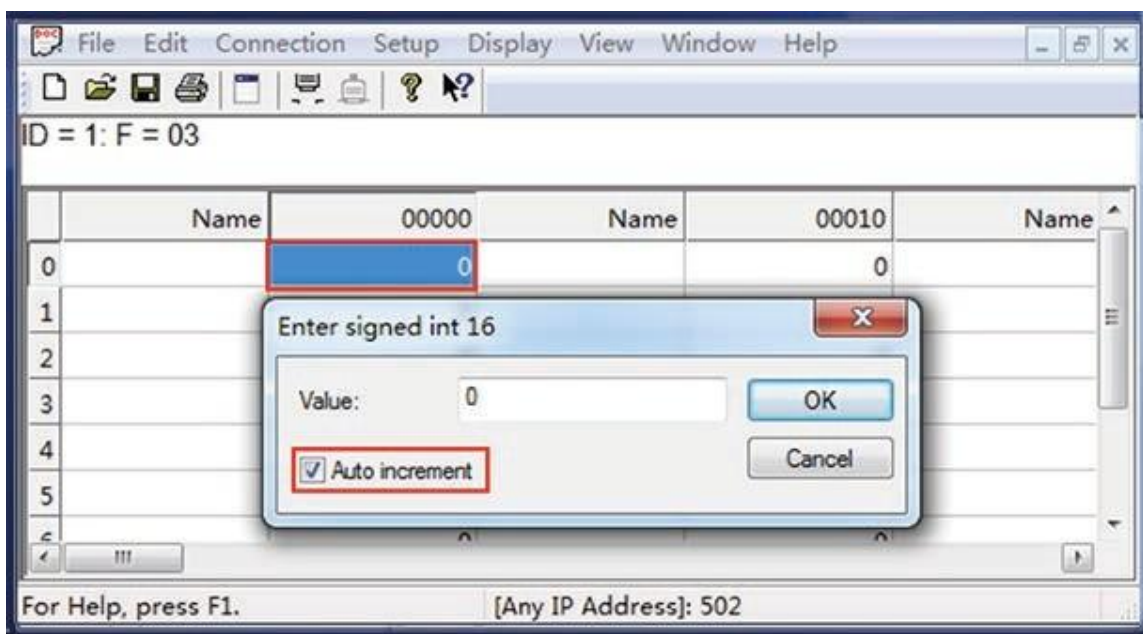 File Edit Connection Setup Display View Window Help
ID = 1: F = 03
Name 00000 Name 00010 Name
0 0 0
1
Enter signed int 16
2
Value: 0 OK
3
4
Auto increment Cancel
5
For Help, press F1. [Any IP Address]: 502